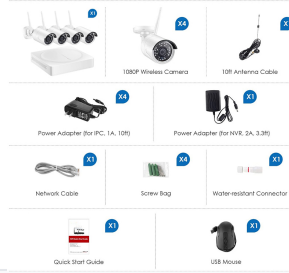 X1
X4
X
1080P Wireless Camera
10ft Antenna Cable
X4
X1
Power Adapter (for IPC, 1A, 10ft)
Power Adapter (for NVR, 2A, 3.3ft)
X1
X4
X1
Network Cable
Screw Bag
Water-resistant Connector
X1
X1
Quick Start Guide
USB Mouse